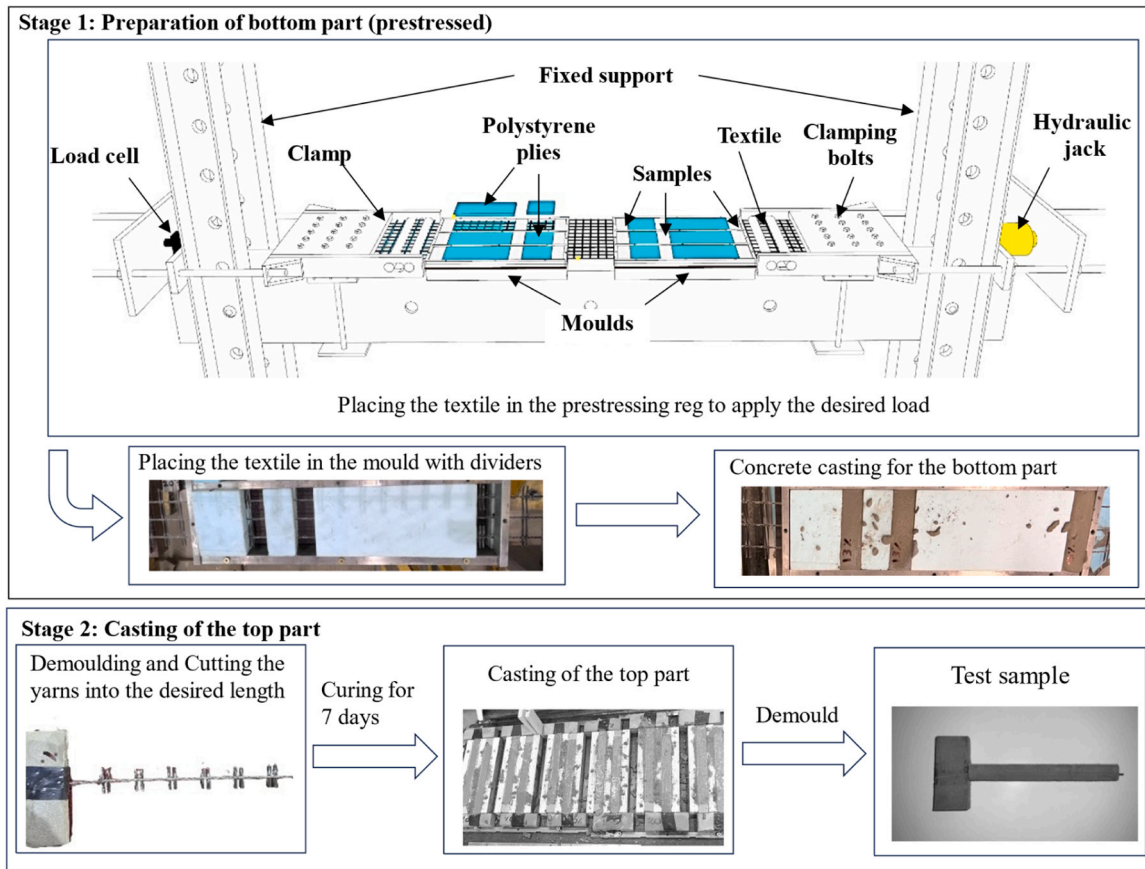 Stage 1: Preparation of bottom part (prestressed)
Fixed support
Polystyrene
plies
Textile
Clamping
bolts
Hydraulic
jack
Load cell
Clamp
Samples
Moulds
Placing the textile in the prestressing reg to apply the desired load
Placing the textile in the mould with dividers
Concrete casting for the bottom part
13%
Stage 2: Casting of the top part
Demoulding and Cutting the
yarns into the desired length
Curing for
7 days
Casting of the top part
Demould
Test sample